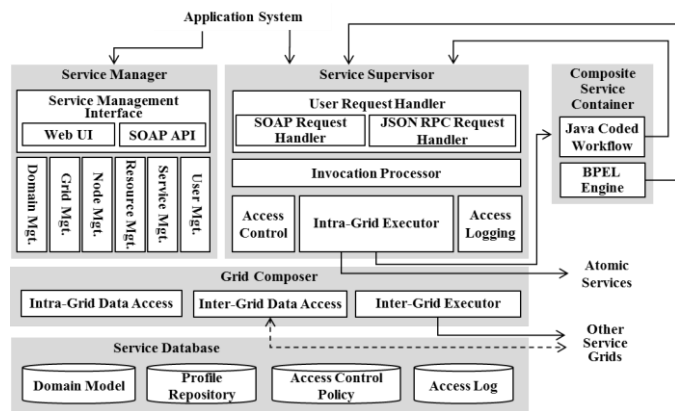 Application System
Service Manager
Service Management
Interface
Web UI
SOAP API
Domain Mgt.
Grid Mgt.
Node Mgt.
Resource Mgt.
Service Mgt.
User Mgt.
Service Supervisor
User Request Handler
SOAP Request
Handler
JSON RPC Request
Handler
Invocation Processor
Access
Control
Intra-Grid Executor
Access
Logging
Composite
Service
Container
Java Coded
Workflow
BPEL
Engine
Atomic
Services
Grid Composer
Intra-Grid Data Access
Inter-Grid Data Access
Inter-Grid Executor
Other
Service
Grids
Service Database
Domain Model
Profile
Repository
Access Control
Policy
Access Log